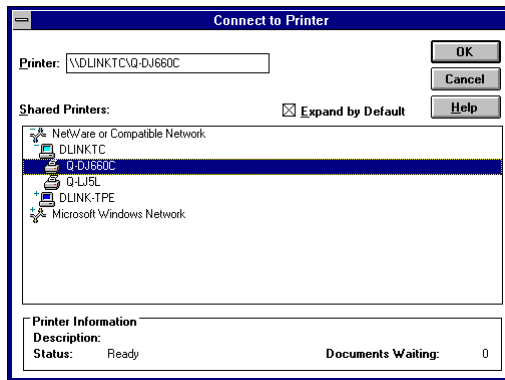 Connect to Printer
Printer: \\DLINKTC\Q-DJ660C
OK
Cancel
Help
Shared Printers:
Expand by Default
NetWare or Compatible Network
DLINKTC
Q-DJ660C
Q-LJ5L
DLINK-TPE
Microsoft Windows Network
Printer Information
Description:
Status: Ready Documents Waiting: 0